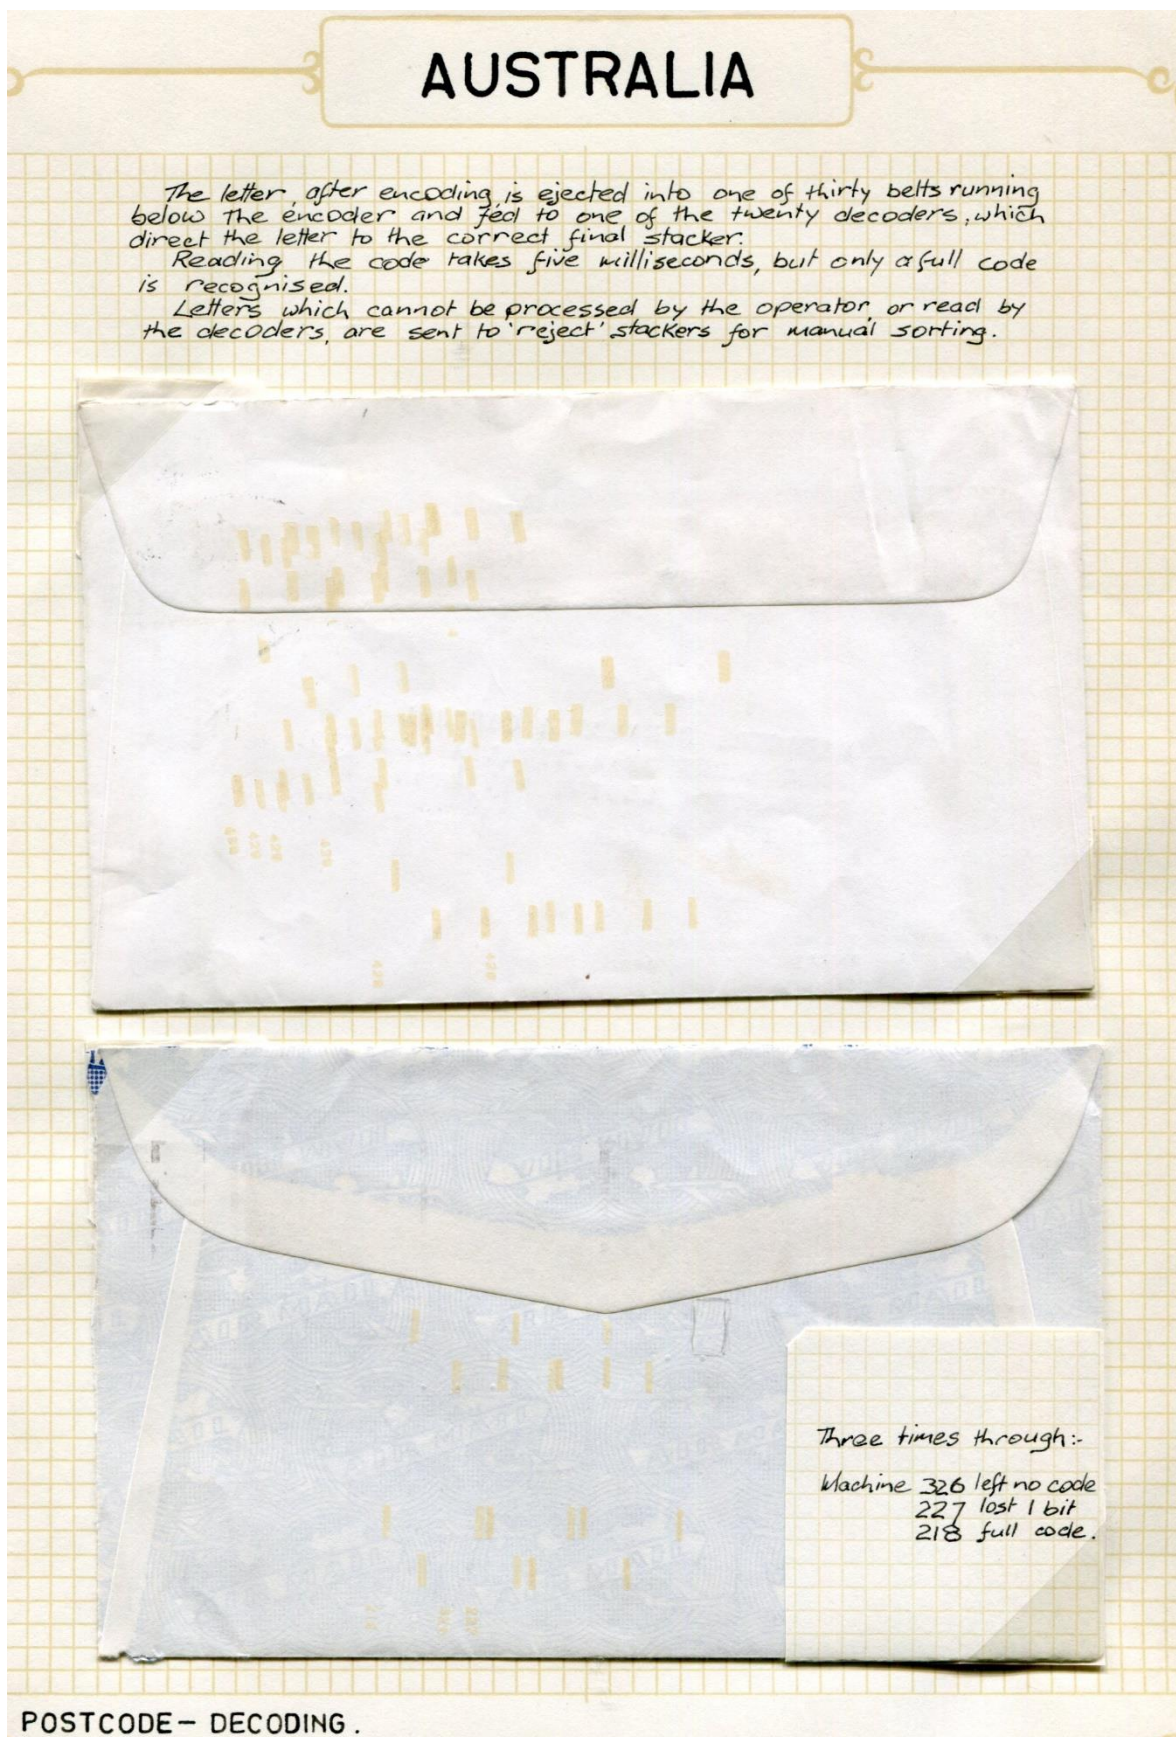 AUSTRALIA
The letter, after encoding, is ejected into one of thirty belts running
below the encoder and fed to one of the twenty decoders, which
direct the letter to the correct final stacker.
Reading the code takes five milliseconds, but only a full code
is recognised.
Letters which cannot be processed by the operator, or read by
the decoders, are sent to 'reject' stackers for manual sorting.
Three times through:-
Machine 326 left no code
227 lost 1 bit
218 full code.
POSTCODE - DECODING.